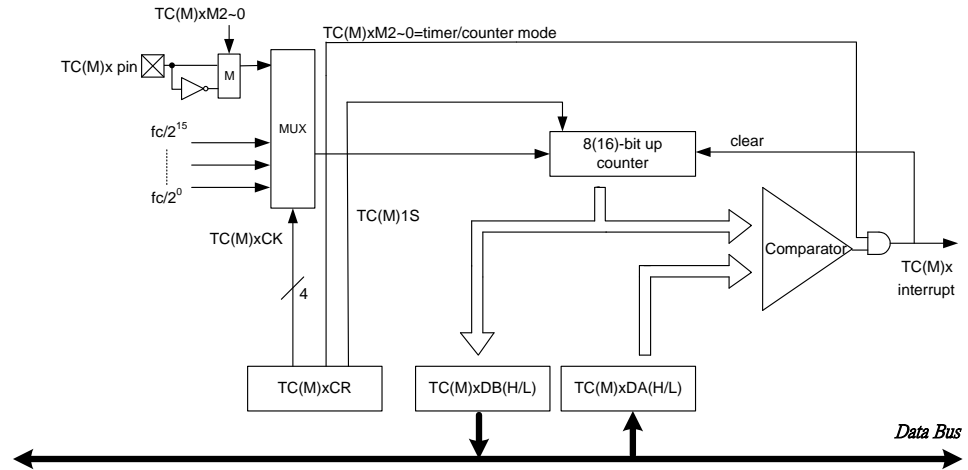 TC(M)xM2~0
TC(M)xM2~0=timer/counter mode
TC(M)x pin
M
MUX
fc/2^15
fc/2^0
8(16)-bit up
counter
clear
TC(M)1S
TC(M)xCK
4
Comparator
TC(M)x
interrupt
TC(M)xCR
TC(M)xDB(H/L)
TC(M)xDA(H/L)
Data Bus